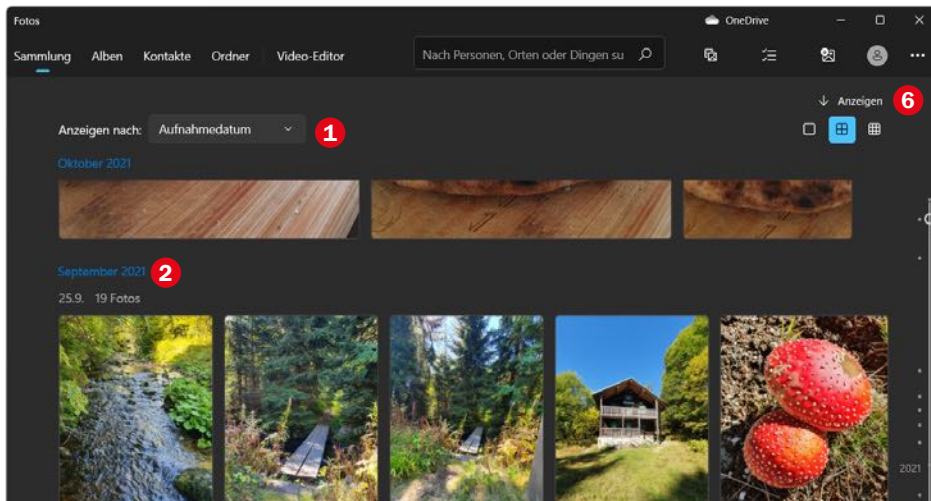 Fotos
OneDrive
Sammlung Alben Kontakte Ordner Video-Editor
Nach Personen, Orten oder Dingen su
Anzeigen 6
Anzeigen nach: Aufnahmedatum 1
Oktober 2021
September 2021 2
25.9. 19 Fotos
2021